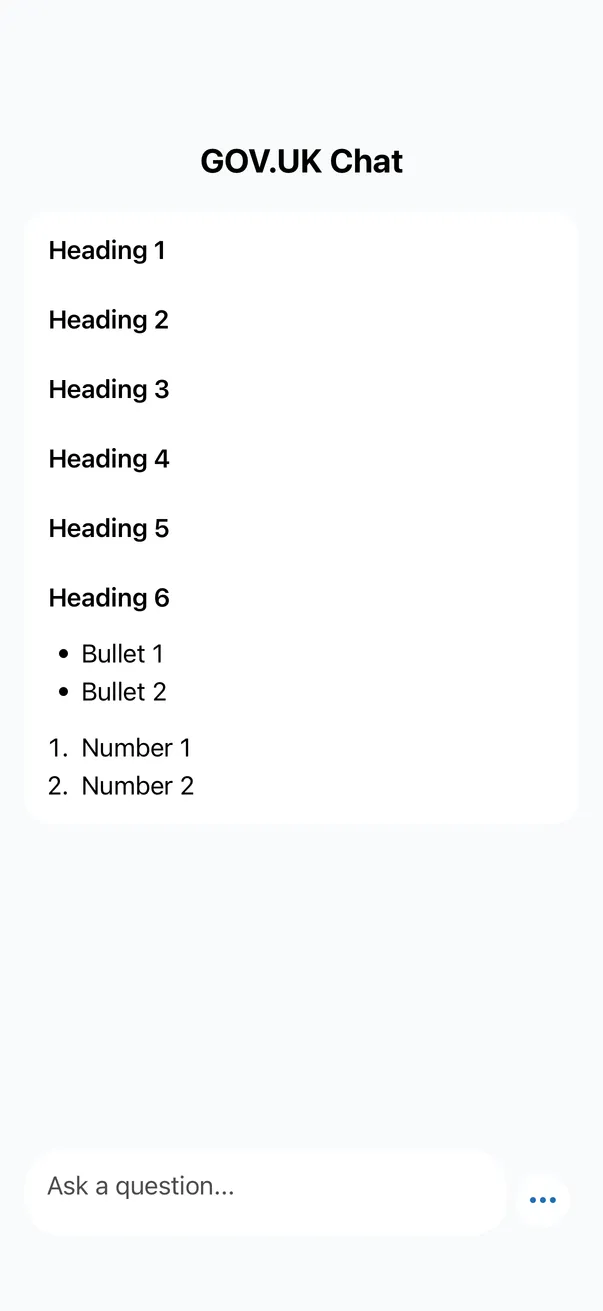 GOV.UK Chat
Heading 1
Heading 2
Heading 3
Heading 4
Heading 5
Heading 6
• Bullet 1
• Bullet 2
1. Number 1
2. Number 2
Ask a question...